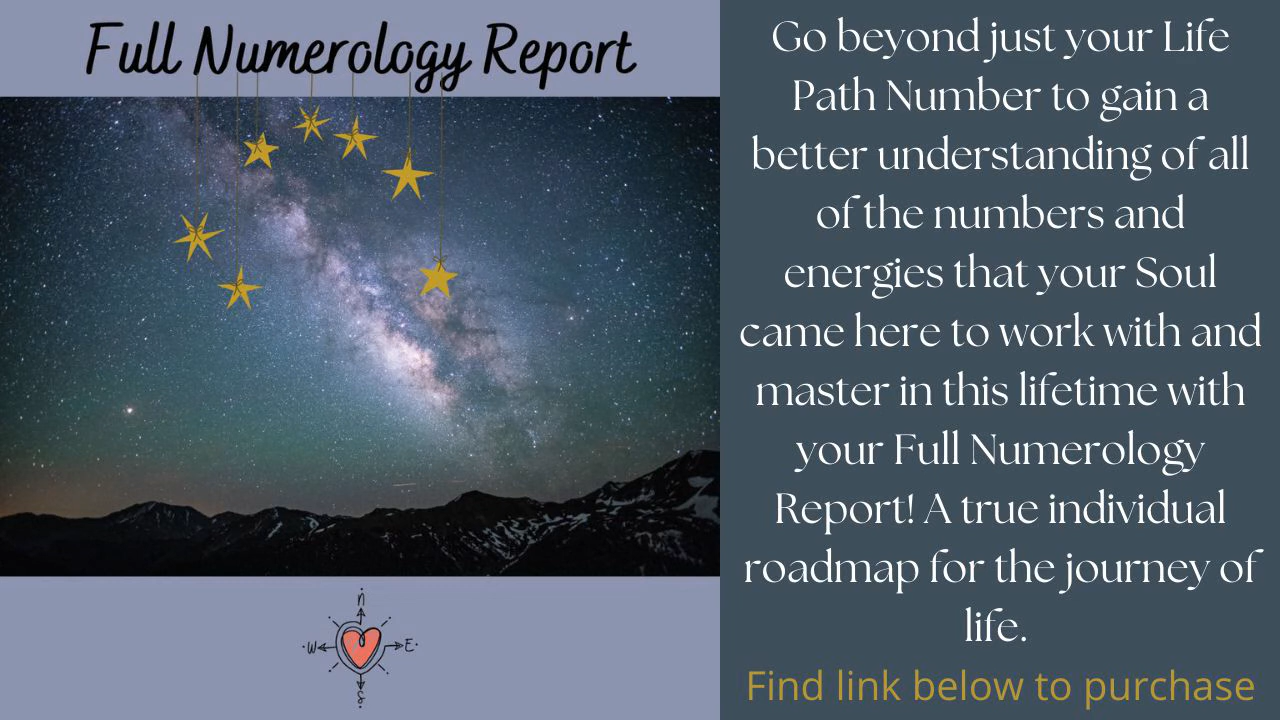 Full Numerology Report
n
W E
S
Go beyond just your Life
Path Number to gain a
better understanding of all
of the numbers and
energies that your Soul
came here to work with and
master in this lifetime with
your Full Numerology
Report! A true individual
roadmap for the journey of
life.
Find link below to purchase